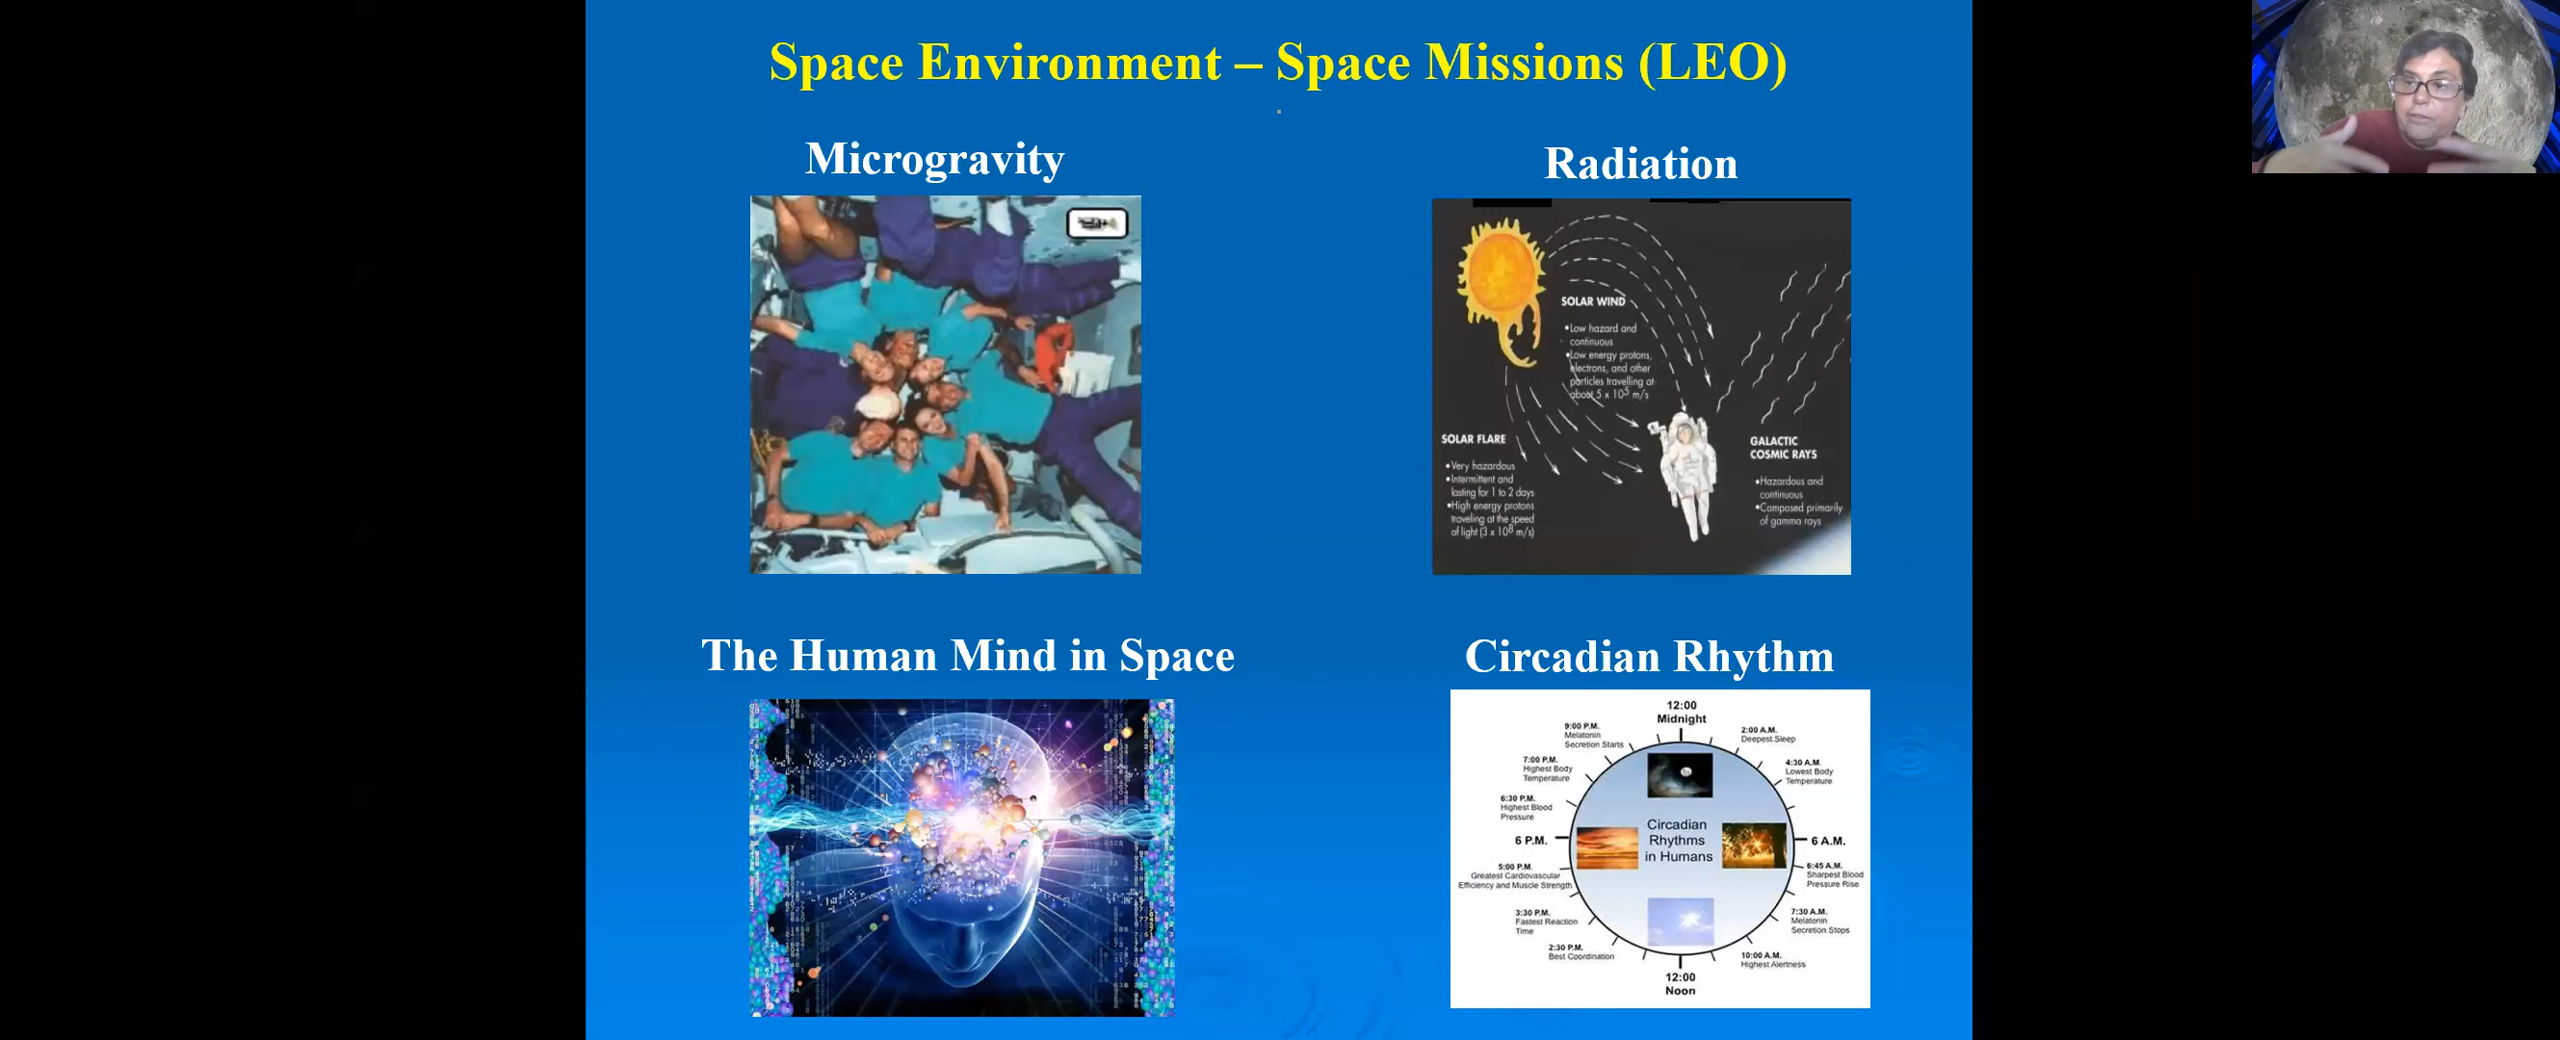 Space Environment – Space Missions (LEO)
Microgravity
Radiation
SOLAR WIND
•Low hazard and
continuous
•Low energy protons,
electrons, and other
particles travelling at
about 5 x 10⁵ m/s
SOLAR FLARE
•Very hazardous
•Intermittent and
lasting for 1 to 2 days
•High energy protons
traveling at the speed
of light (3 x 10⁸ m/s)
GALACTIC
COSMIC RAYS
•Hazardous and
continuous
•Composed primarily
of gamma rays
The Human Mind in Space
Circadian Rhythm
12:00
Midnight
2:00 A.M.
Deepest Sleep
4:30 A.M.
Lowest Body
Temperature
6 A.M.
6:45 A.M.
Sharpest Blood
Pressure Rise
7:30 A.M.
Melatonin
Secretion Stops
10:00 A.M.
Highest Alertness
12:00
Noon
2:30 P.M.
Best Coordination
3:30 P.M.
Fastest Reaction
Time
5:00 P.M.
Greatest Cardiovascular
Efficiency and Muscle Strength
6 P.M.
6:30 P.M.
Highest Blood
Pressure
7:00 P.M.
Highest Body
Temperature
9:00 P.M.
Melatonin
Secretion Starts
Circadian
Rhythms
in Humans